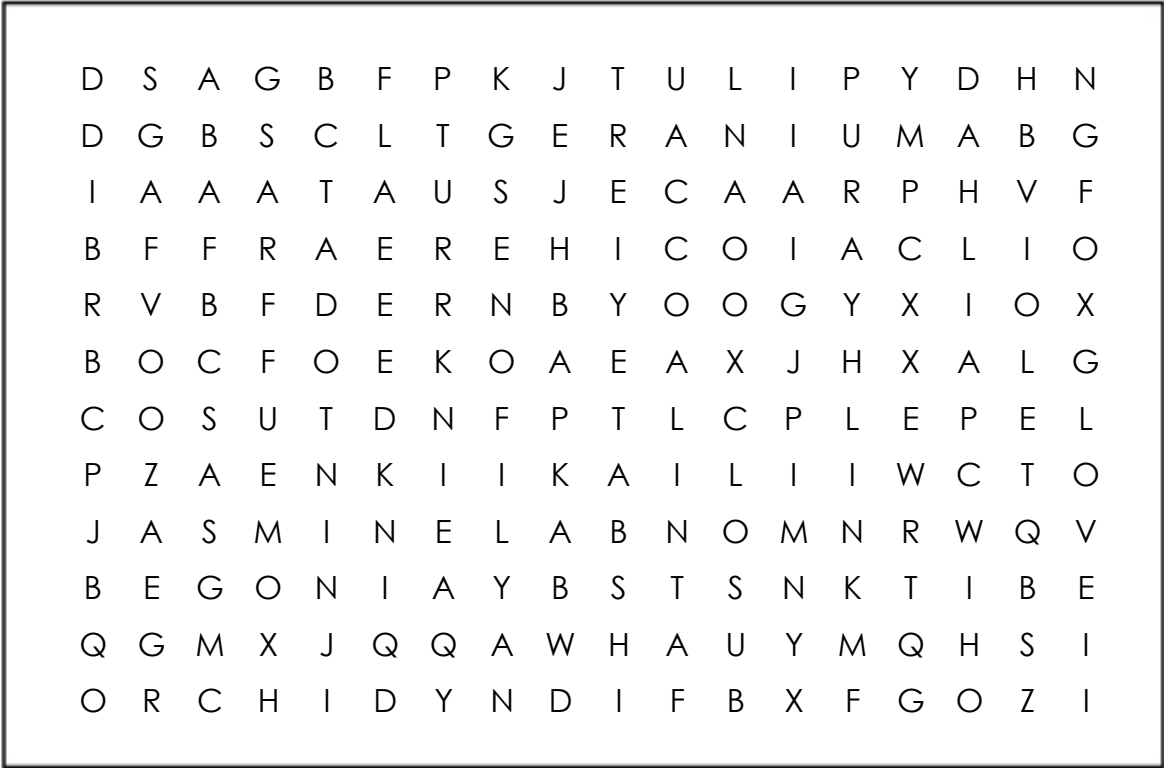 D S A G B F P K J T U L I P Y D H N
D G B S C L T G E R A N I U M A B G
I A A A T A U S J E C A A R P H V F
B F F R A E R E H I C O I A C L I O
R V B F D E R N B Y O O G Y X I O X
B O C F O E K O A E A X J H X A L G
C O S U T D N F P T L C P L E P E L
P Z A E N K I I K A I L I I W C T O
J A S M I N E L A B N O M N R W Q V
B E G O N I A Y B S T S N K T I B E
Q G M X J Q Q A W H A U Y M Q H S I
O R C H I D Y N D I F B X F G O Z I